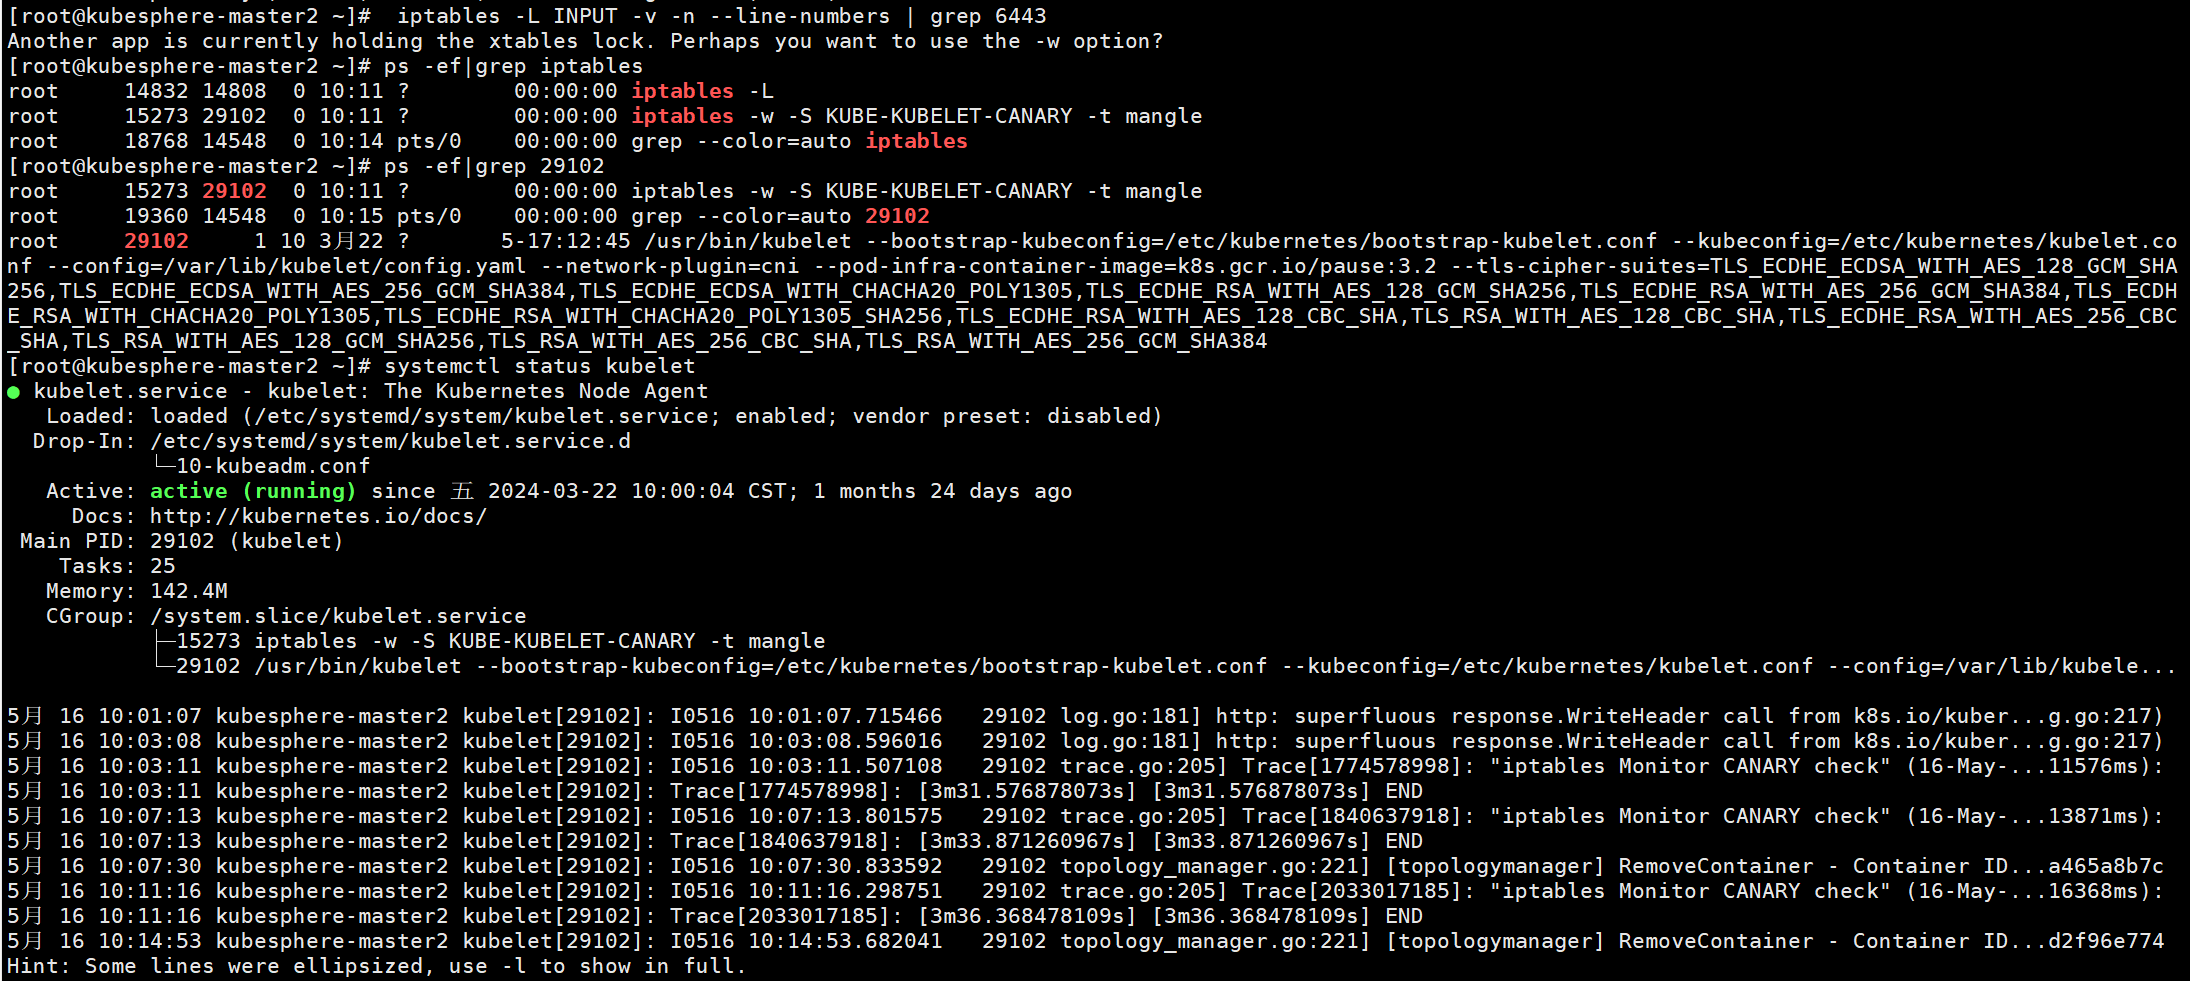 [root@kubesphere-master2 ~]#  iptables -L INPUT -v -n --line-numbers | grep 6443
Another app is currently holding the xtables lock. Perhaps you want to use the -w option?
[root@kubesphere-master2 ~]# ps -ef|grep iptables
root     14832 14808  0 10:11 ?        00:00:00 iptables -L
root     15273 29102  0 10:11 ?        00:00:00 iptables -w -S KUBE-KUBELET-CANARY -t mangle
root     18768 14548  0 10:14 pts/0    00:00:00 grep --color=auto iptables
[root@kubesphere-master2 ~]# ps -ef|grep 29102
root     15273 29102  0 10:11 ?        00:00:00 iptables -w -S KUBE-KUBELET-CANARY -t mangle
root     19360 14548  0 10:15 pts/0    00:00:00 grep --color=auto 29102
root     29102     1 10 3月22 ?       5-17:12:45 /usr/bin/kubelet --bootstrap-kubeconfig=/etc/kubernetes/bootstrap-kubelet.conf --kubeconfig=/etc/kubernetes/kubelet.co
nf --config=/var/lib/kubelet/config.yaml --network-plugin=cni --pod-infra-container-image=k8s.gcr.io/pause:3.2 --tls-cipher-suites=TLS_ECDHE_ECDSA_WITH_AES_128_GCM_SHA
256,TLS_ECDHE_ECDSA_WITH_AES_256_GCM_SHA384,TLS_ECDHE_ECDSA_WITH_CHACHA20_POLY1305,TLS_ECDHE_RSA_WITH_AES_128_GCM_SHA256,TLS_ECDHE_RSA_WITH_AES_256_GCM_SHA384,TLS_ECDH
E_RSA_WITH_CHACHA20_POLY1305,TLS_ECDHE_RSA_WITH_CHACHA20_POLY1305_SHA256,TLS_ECDHE_RSA_WITH_AES_128_CBC_SHA,TLS_RSA_WITH_AES_128_CBC_SHA,TLS_ECDHE_RSA_WITH_AES_256_CBC
_SHA,TLS_RSA_WITH_AES_128_GCM_SHA256,TLS_RSA_WITH_AES_256_CBC_SHA,TLS_RSA_WITH_AES_256_GCM_SHA384
[root@kubesphere-master2 ~]# systemctl status kubelet
● kubelet.service - kubelet: The Kubernetes Node Agent
   Loaded: loaded (/etc/systemd/system/kubelet.service; enabled; vendor preset: disabled)
  Drop-In: /etc/systemd/system/kubelet.service.d
           └─10-kubeadm.conf
   Active: active (running) since 五 2024-03-22 10:00:04 CST; 1 months 24 days ago
     Docs: http://kubernetes.io/docs/
 Main PID: 29102 (kubelet)
    Tasks: 25
   Memory: 142.4M
   CGroup: /system.slice/kubelet.service
           ├─15273 iptables -w -S KUBE-KUBELET-CANARY -t mangle
           └─29102 /usr/bin/kubelet --bootstrap-kubeconfig=/etc/kubernetes/bootstrap-kubelet.conf --kubeconfig=/etc/kubernetes/kubelet.conf --config=/var/lib/kubele...
5月 16 10:01:07 kubesphere-master2 kubelet[29102]: I0516 10:01:07.715466   29102 log.go:181] http: superfluous response.WriteHeader call from k8s.io/kuber...g.go:217)
5月 16 10:03:08 kubesphere-master2 kubelet[29102]: I0516 10:03:08.596016   29102 log.go:181] http: superfluous response.WriteHeader call from k8s.io/kuber...g.go:217)
5月 16 10:03:11 kubesphere-master2 kubelet[29102]: I0516 10:03:11.507108   29102 trace.go:205] Trace[1774578998]: "iptables Monitor CANARY check" (16-May-...11576ms):
5月 16 10:03:11 kubesphere-master2 kubelet[29102]: Trace[1774578998]: [3m31.576878073s] [3m31.576878073s] END
5月 16 10:07:13 kubesphere-master2 kubelet[29102]: I0516 10:07:13.801575   29102 trace.go:205] Trace[1840637918]: "iptables Monitor CANARY check" (16-May-...13871ms):
5月 16 10:07:13 kubesphere-master2 kubelet[29102]: Trace[1840637918]: [3m33.871260967s] [3m33.871260967s] END
5月 16 10:07:30 kubesphere-master2 kubelet[29102]: I0516 10:07:30.833592   29102 topology_manager.go:221] [topologymanager] RemoveContainer - Container ID...a465a8b7c
5月 16 10:11:16 kubesphere-master2 kubelet[29102]: I0516 10:11:16.298751   29102 trace.go:205] Trace[2033017185]: "iptables Monitor CANARY check" (16-May-...16368ms):
5月 16 10:11:16 kubesphere-master2 kubelet[29102]: Trace[2033017185]: [3m36.368478109s] [3m36.368478109s] END
5月 16 10:14:53 kubesphere-master2 kubelet[29102]: I0516 10:14:53.682041   29102 topology_manager.go:221] [topologymanager] RemoveContainer - Container ID...d2f96e774
Hint: Some lines were ellipsized, use -l to show in full.